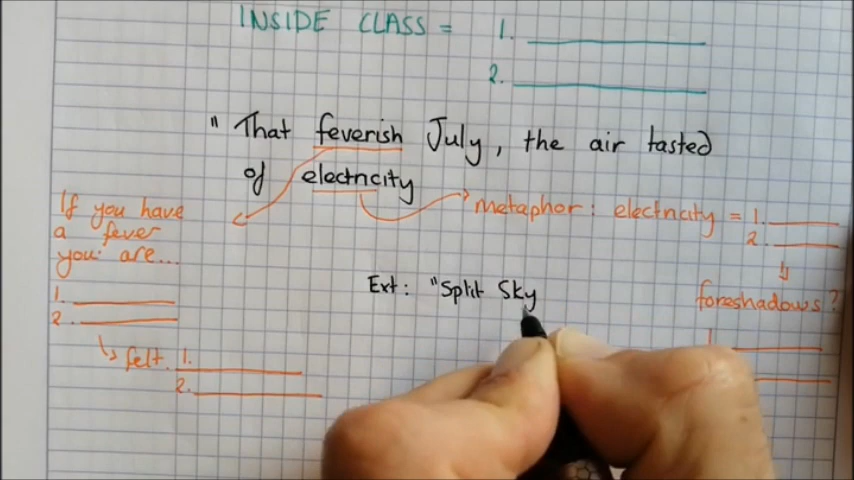 INSIDE CLASS = 1.
2.
"That feverish July, the air tasted
of electricity
metaphor: electricity = 1.
2.
foreshadows?
1.
If you have
a fever
you are...
1.
2.
↳ felt. 1.
2.
Ext: "Split Sky